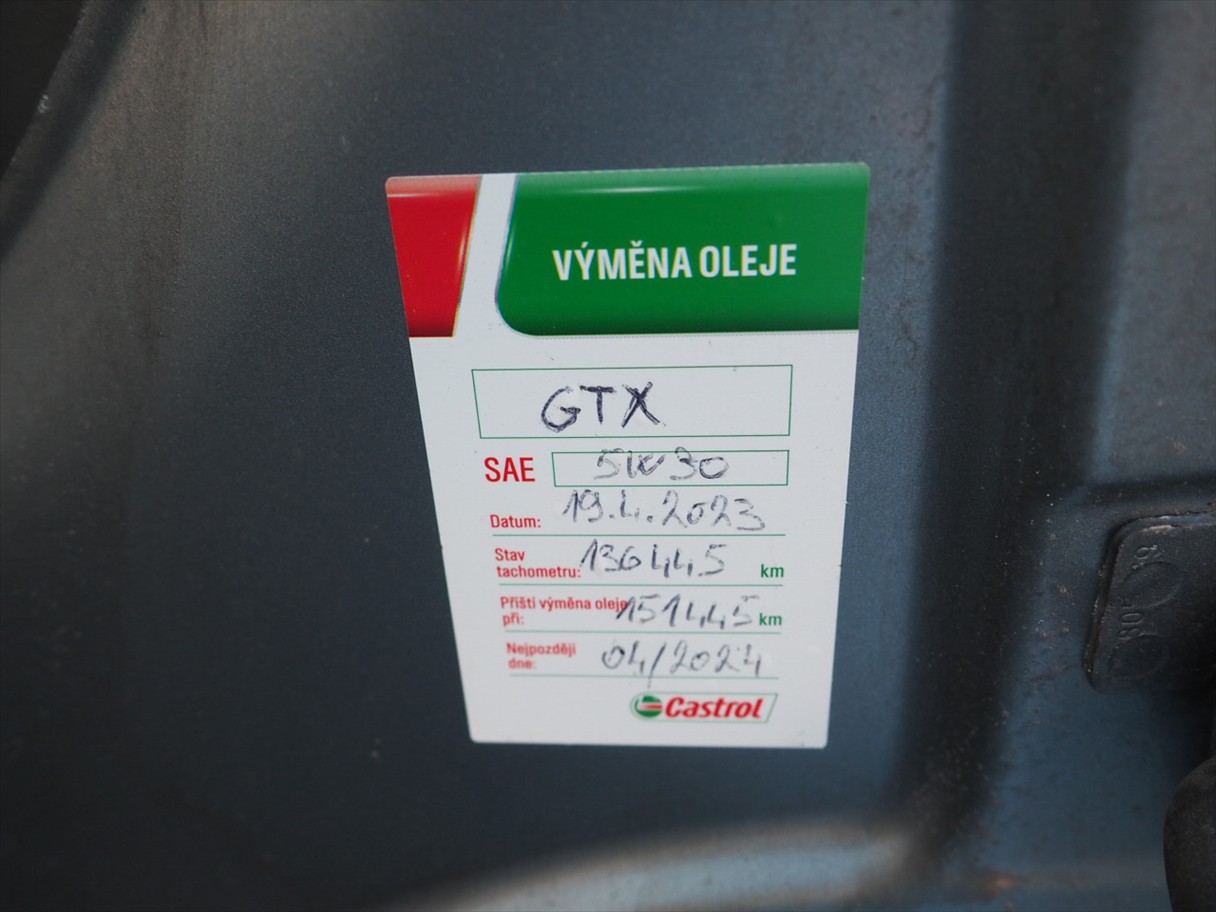 VÝMĚNA OLEJE
GTX
SAE 5W30
Datum: 19.4.2023
Stav
tachometru: 136445 km
Příští výměna oleje
při: 151445 km
Nejpozději
dne: 04/2024
Castrol